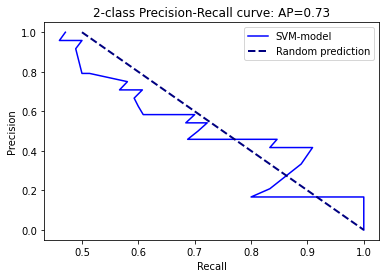 2-class Precision-Recall curve: AP=0.73
SVM-model
Random prediction
Precision
1.0
0.8
0.6
0.4
0.2
0.0
0.5
0.6
0.7
0.8
0.9
1.0
Recall